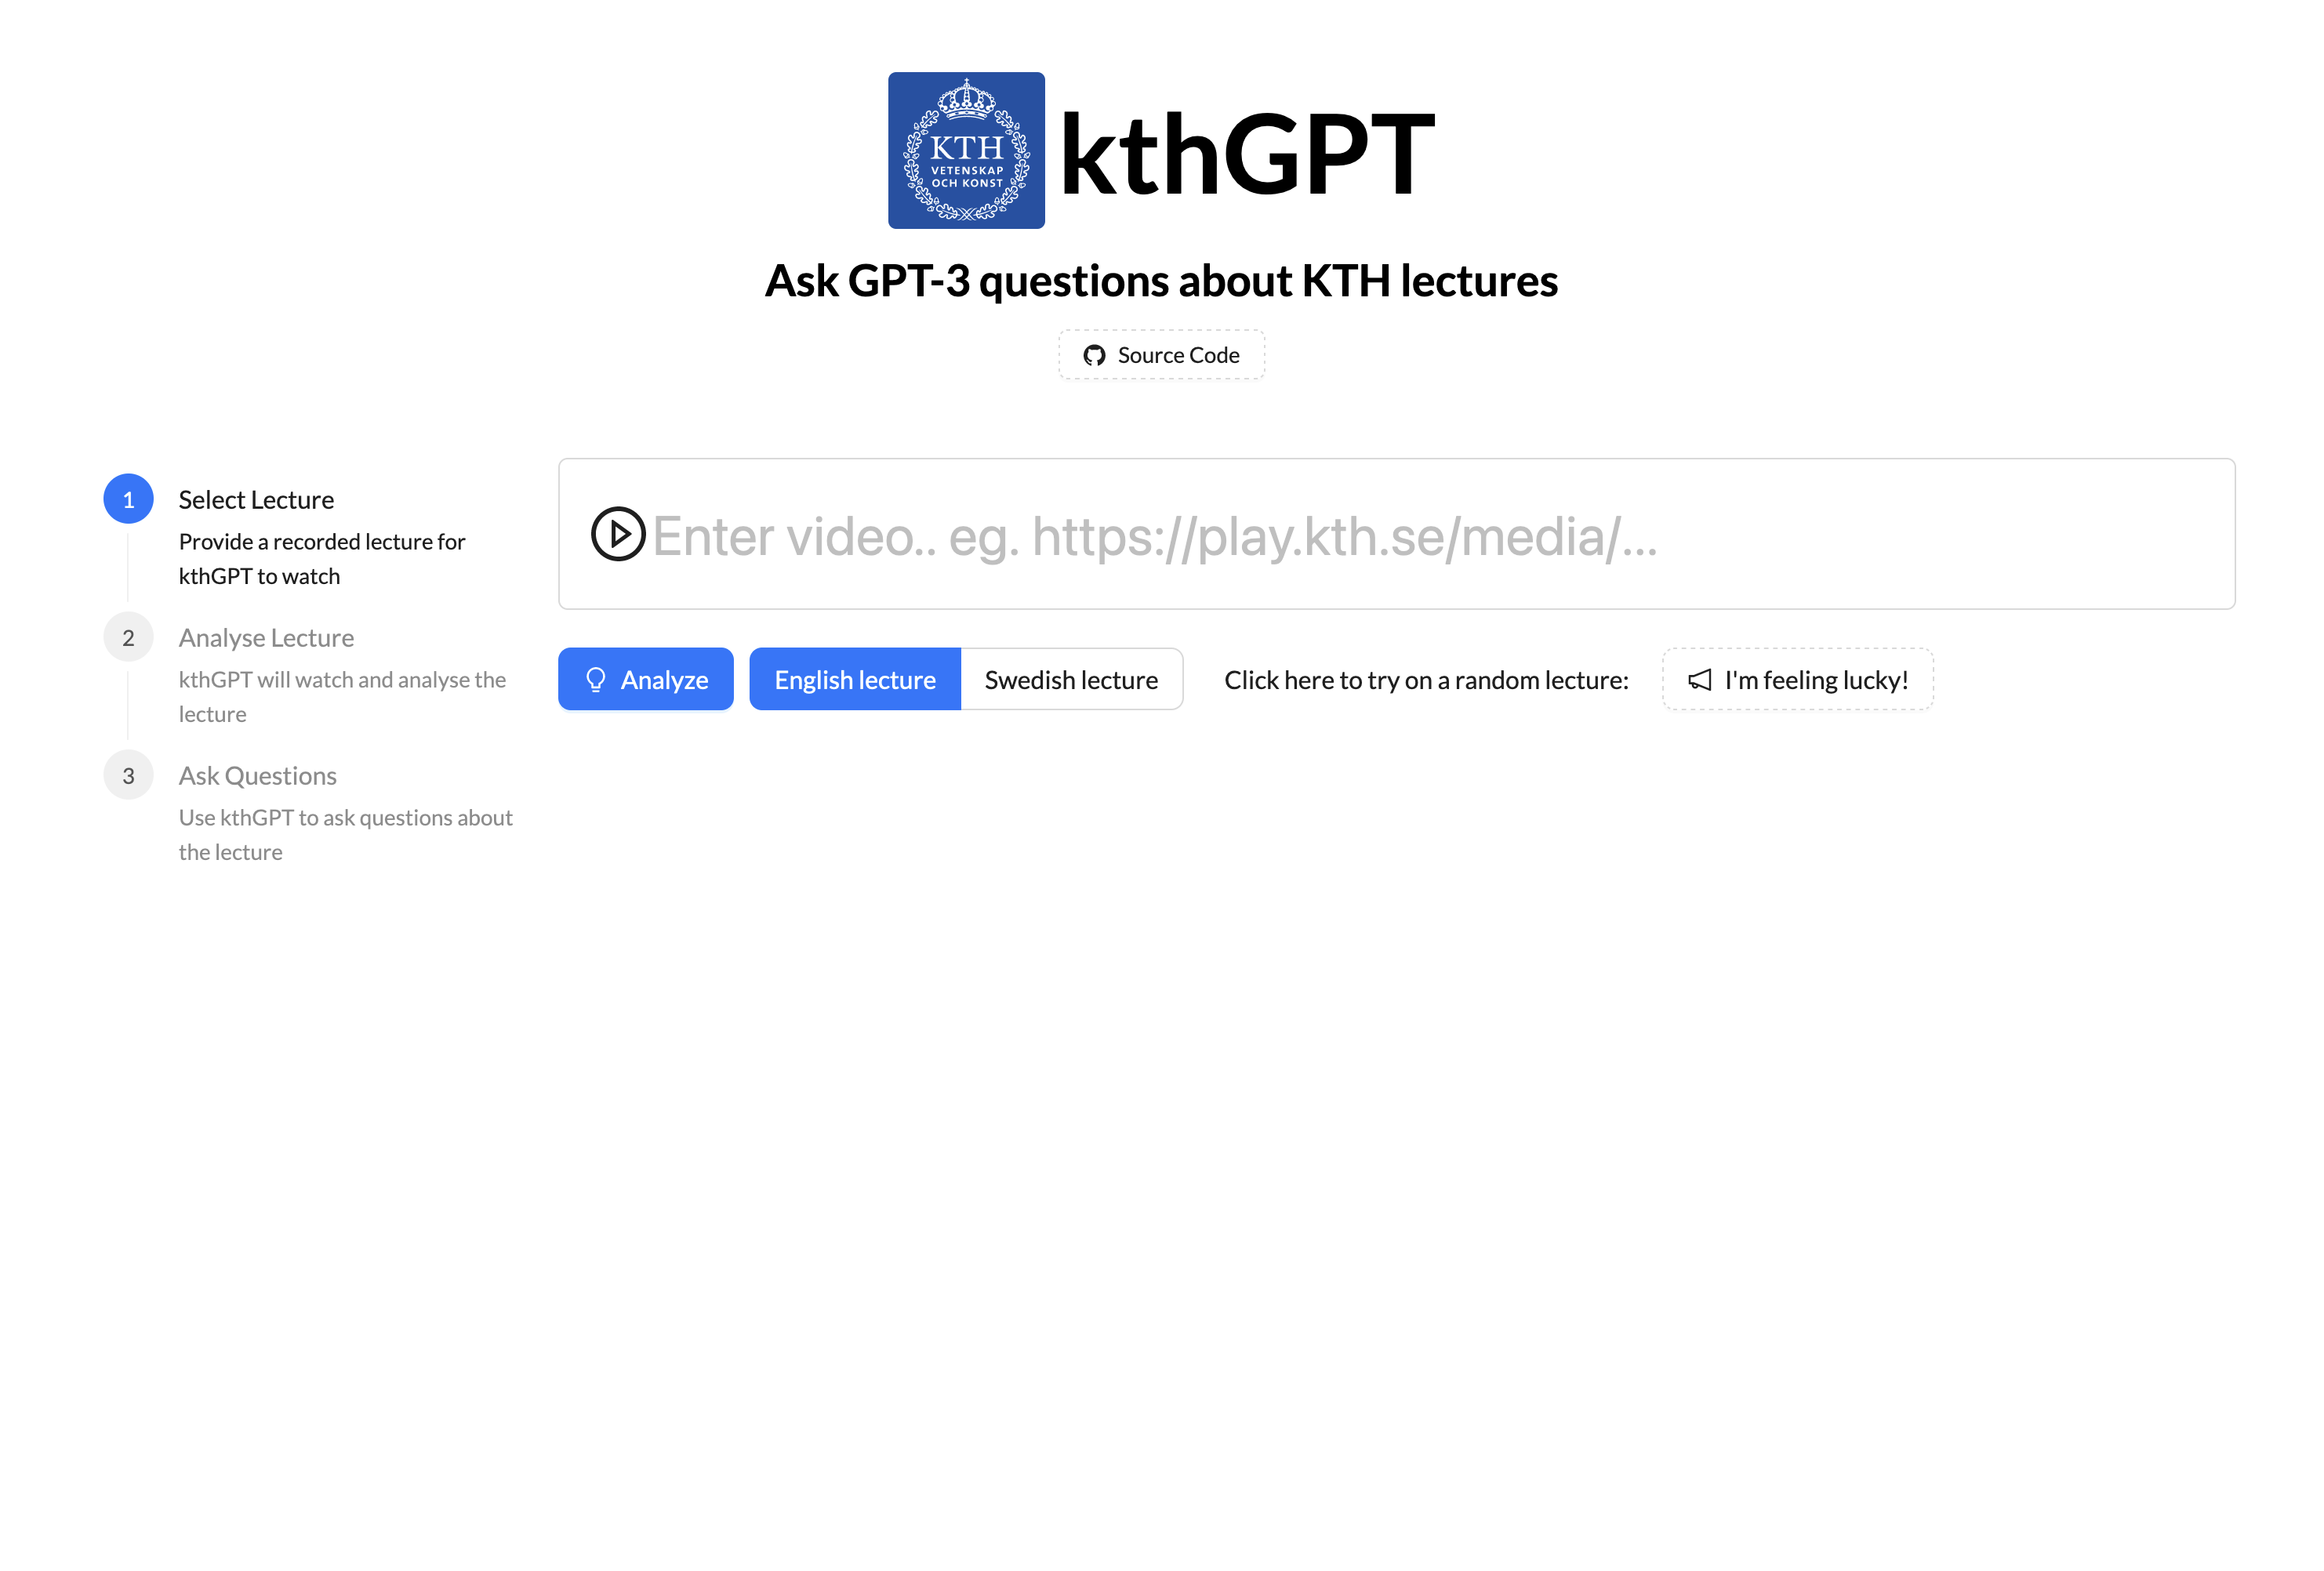 KTH
VETENSKAP
OCH KONST
kthGPT
Ask GPT-3 questions about KTH lectures
Source Code
1
Select Lecture
Provide a recorded lecture for
kthGPT to watch
2
Analyse Lecture
kthGPT will watch and analyse the
lecture
3
Ask Questions
Use kthGPT to ask questions about
the lecture
Enter video.. eg. https://play.kth.se/media/...
Analyze
English lecture
Swedish lecture
Click here to try on a random lecture:
I'm feeling lucky!